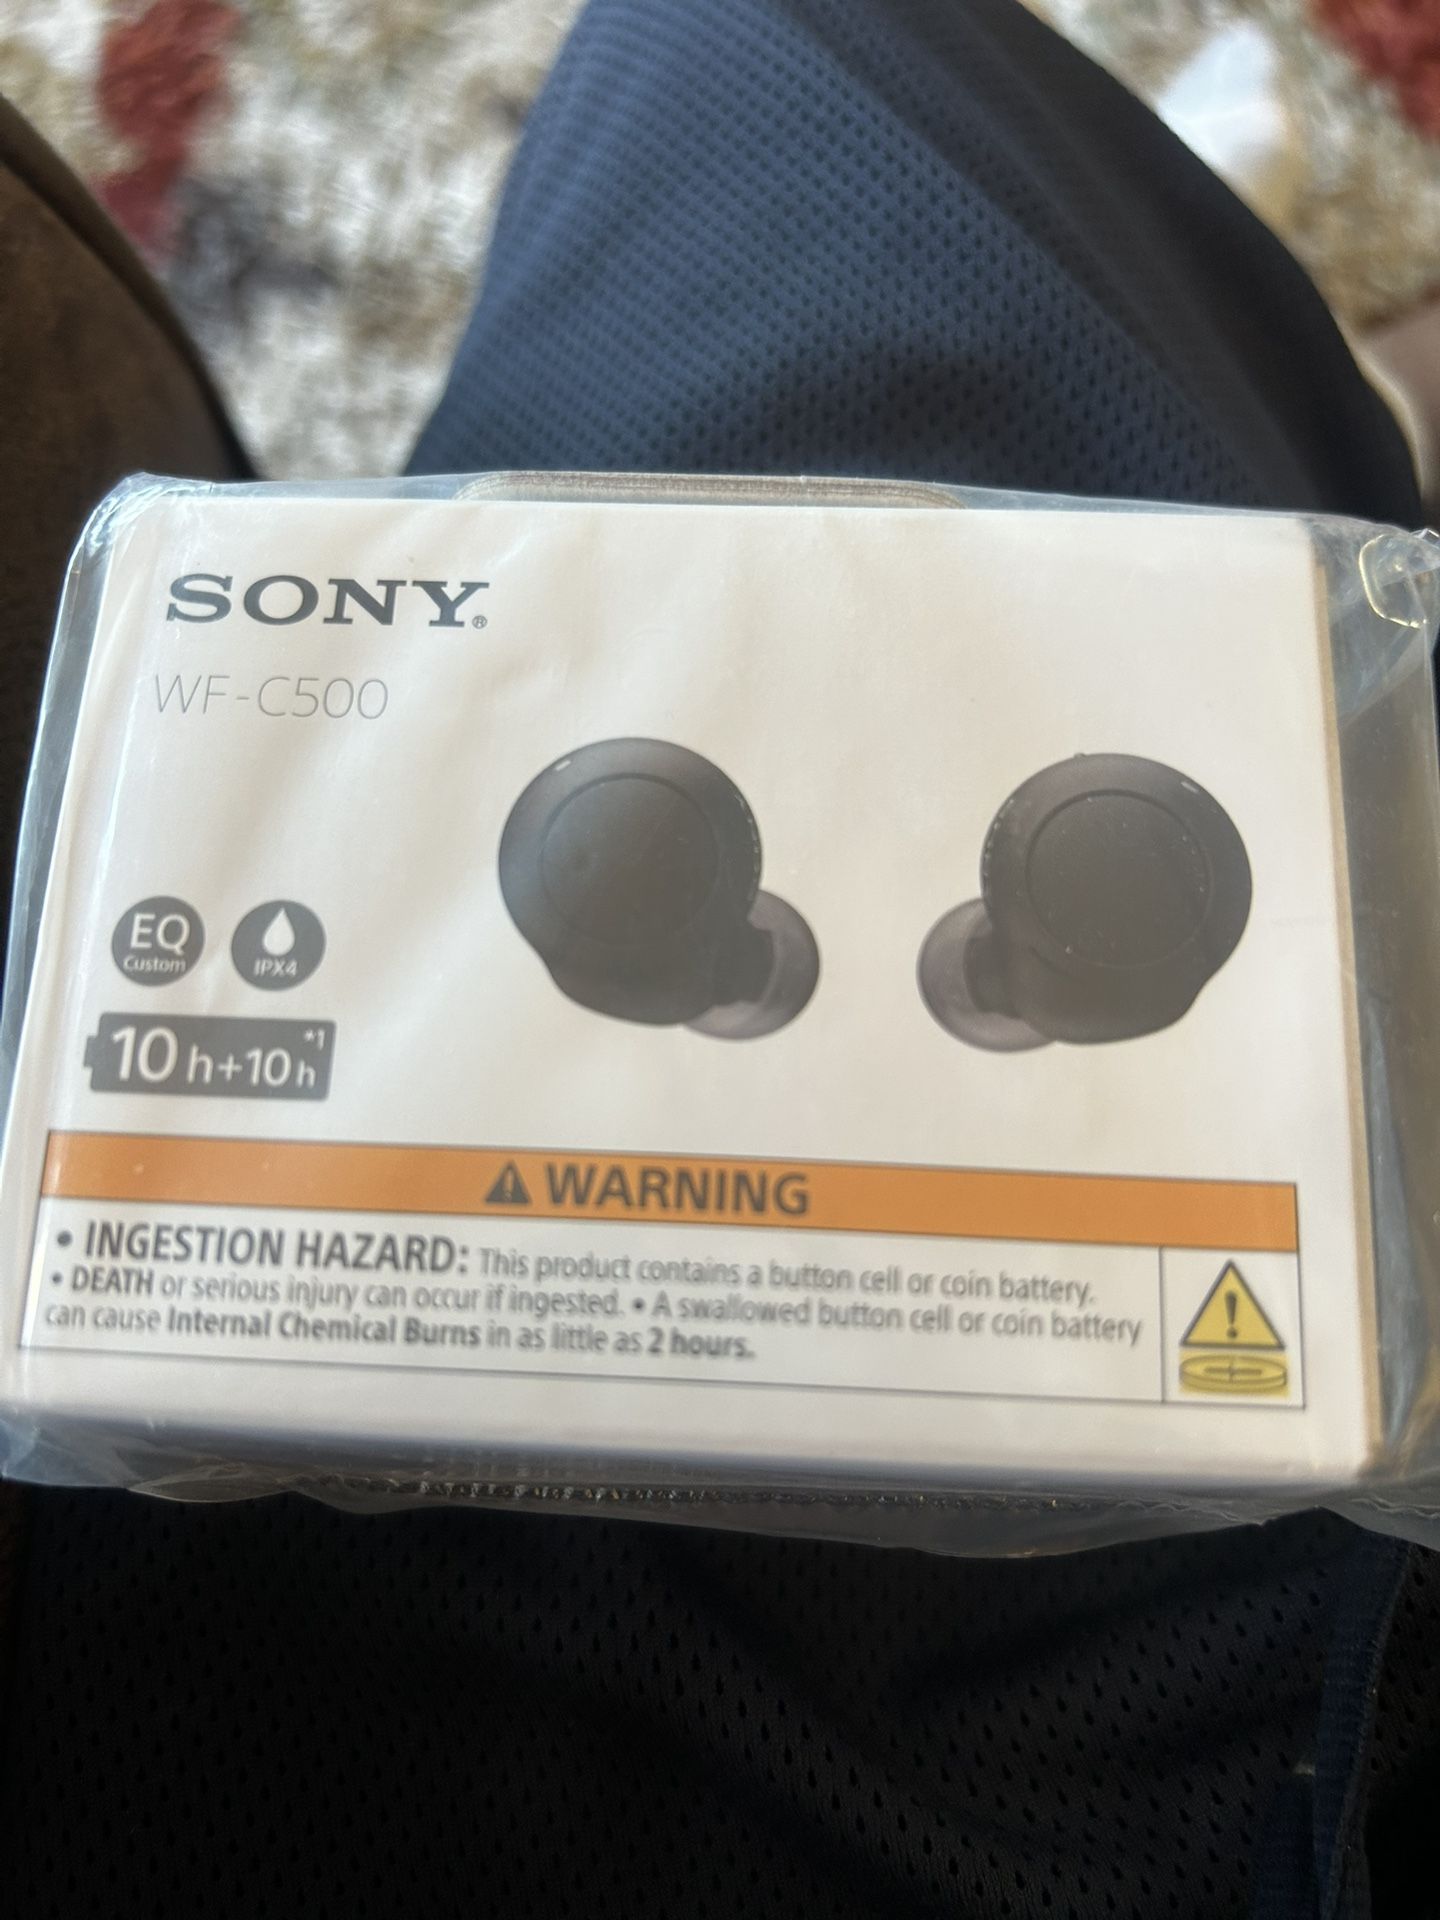 SONY®
WF-C500
EQ
Custom
IPX4
10 h+10 h *1
WARNING
• INGESTION HAZARD: This product contains a button cell or coin battery.
• DEATH or serious injury can occur if ingested. • A swallowed button cell or coin battery
can cause Internal Chemical Burns in as little as 2 hours.